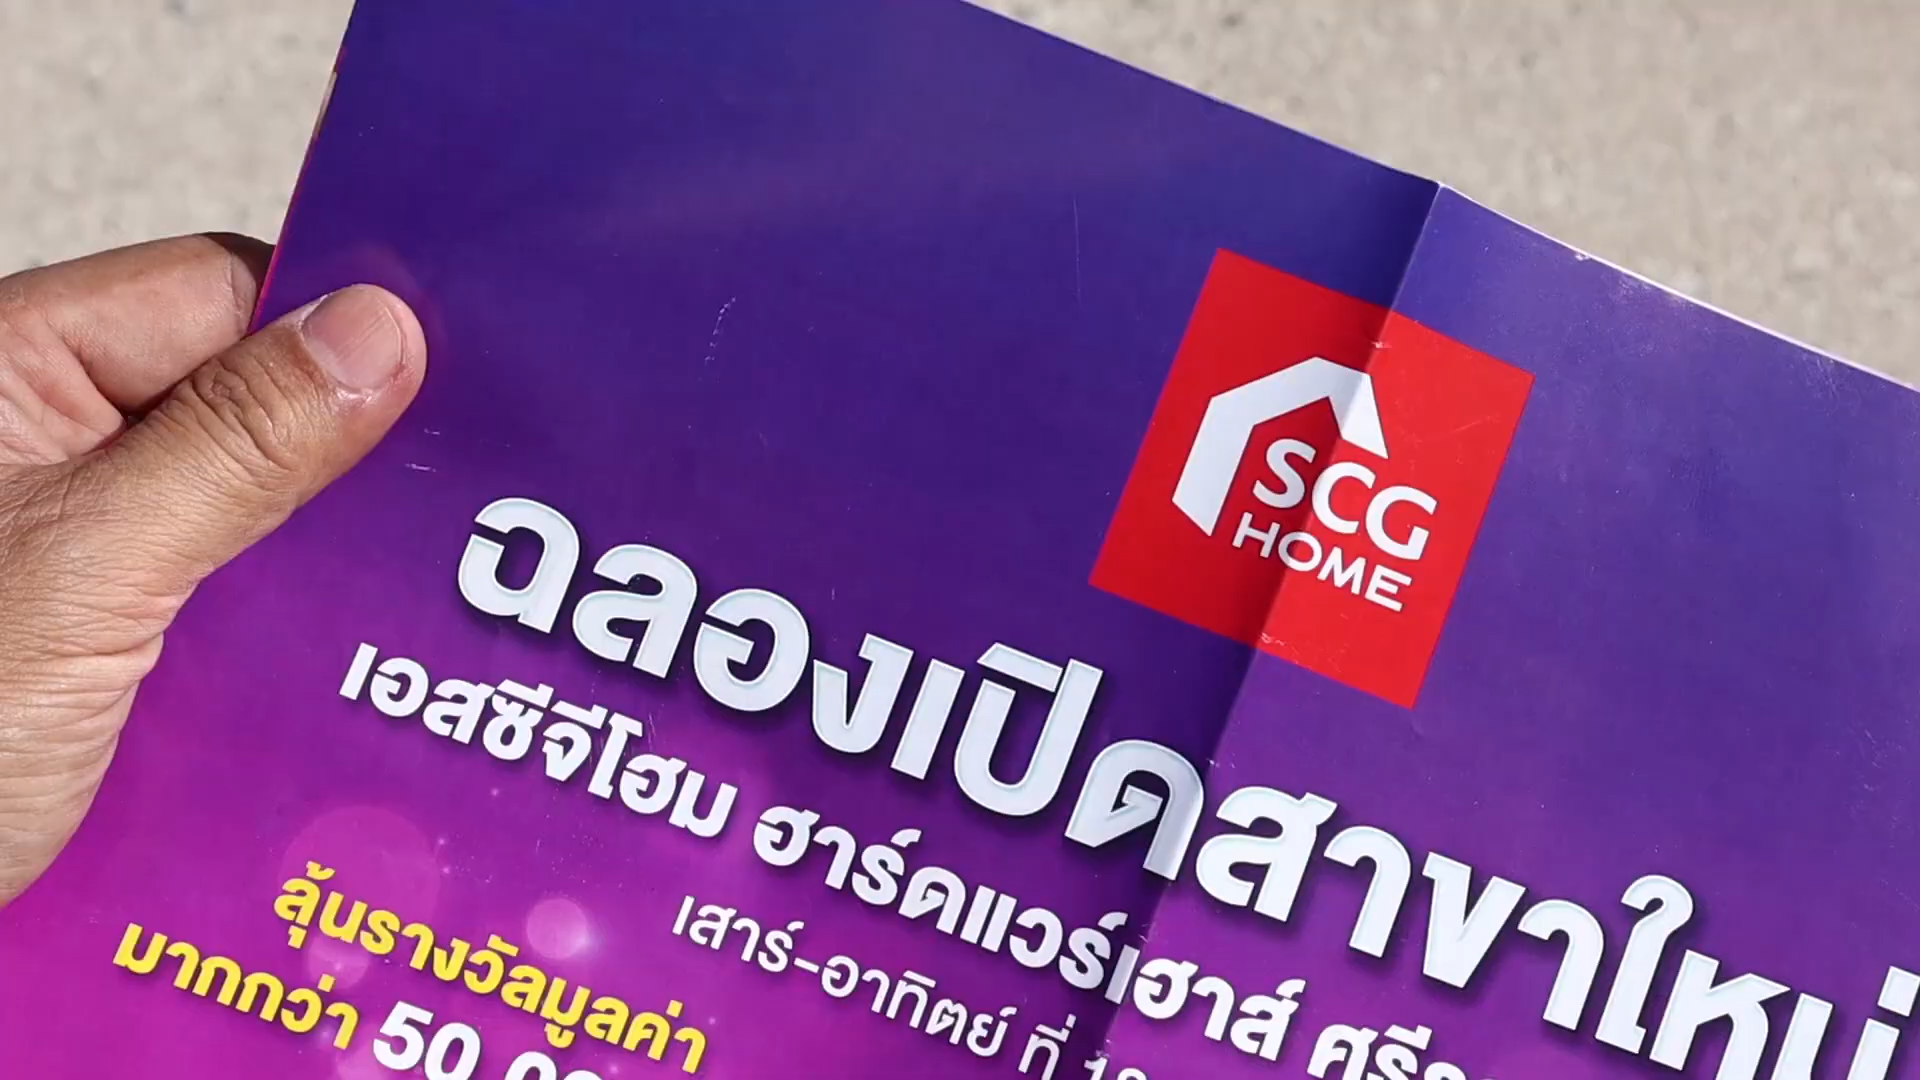 SCG
HOME
ฉลองเปิดสาขาใหม่
เอสซีจีโฮม ฮาร์ดแวร์เฮาส์
เสาร์-อาทิตย์ ที่
ลุ้นรางวัลมูลค่า
มากกว่า 50